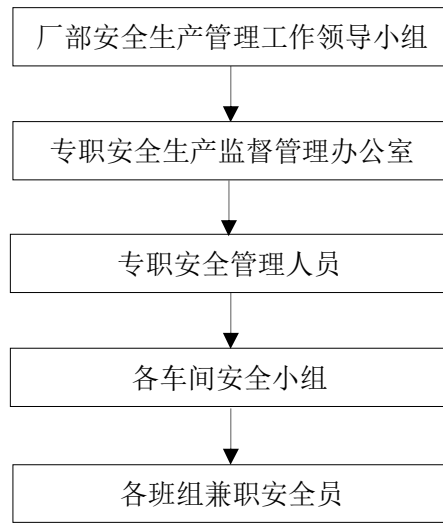 厂部安全生产管理工作领导小组
专职安全生产监督管理办公室
专职安全管理人员
各车间安全小组
各班组兼职安全员